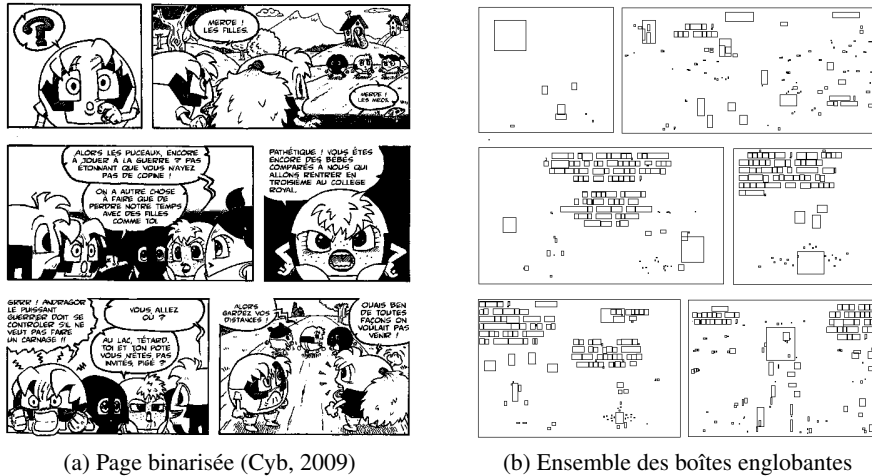 ?
MERDE !
LES FILLES.
MERDE !
LES MECS.
ALORS LES PUCEAUX, ENCORE
À JOUER À LA GUERRE ? PAS
ÉTONNANT QUE VOUS N'AYEZ
PAS DE COPINE !
ON A AUTRE CHOSE
À FAIRE QUE DE
PERDRE NOTRE TEMPS
AVEC DES FILLES
COMME TOI.
PATHÉTIQUE ! VOUS ÊTES
ENCORE DES BÉBÉS
COMPARÉS À NOUS QUI
ALLONS RENTRER EN
TROISIÈME AU COLLÈGE
ROYAL.
GRRR ! ANDRAGOR
LE PUISSANT
GUERRIER DOIT SE
CONTROLER S'IL NE
VEUT PAS FAIRE
UN CARNAGE !!
VOUS ALLEZ
OÙ ?
AU LAC, TÊTARD.
TOI ET TON POTE
VOUS N'ÊTES PAS
INVITÉS, PIGÉ ?
ALORS
GARDEZ VOS
DISTANCES !
OUAIS BEN
DE TOUTES
FAÇONS ON
VOULAIT PAS
VENIR !
(a) Page binarisée (Cyb, 2009)
(b) Ensemble des boîtes englobantes